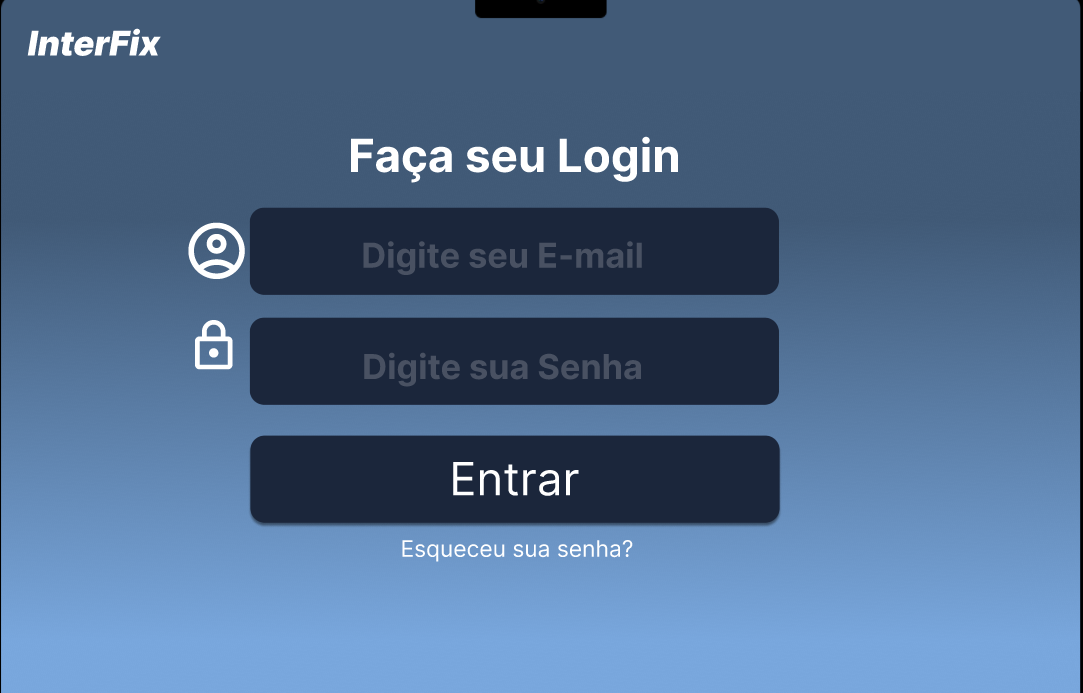 InterFix
Faça seu Login
Digite seu E-mail
Digite sua Senha
Entrar
Esqueceu sua senha?